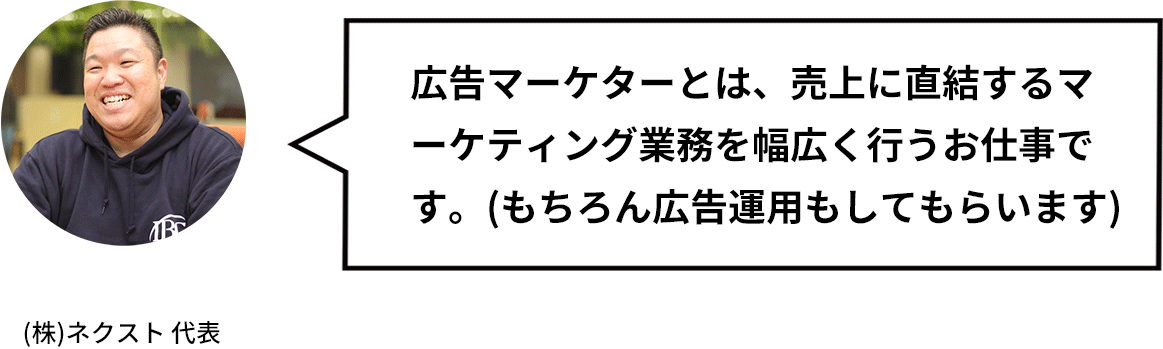 広告マーケターとは、売上に直結するマ
ーケティング業務を幅広く行うお仕事で
す。(もちろん広告運用もしてもらいます)
(株)ネクスト 代表